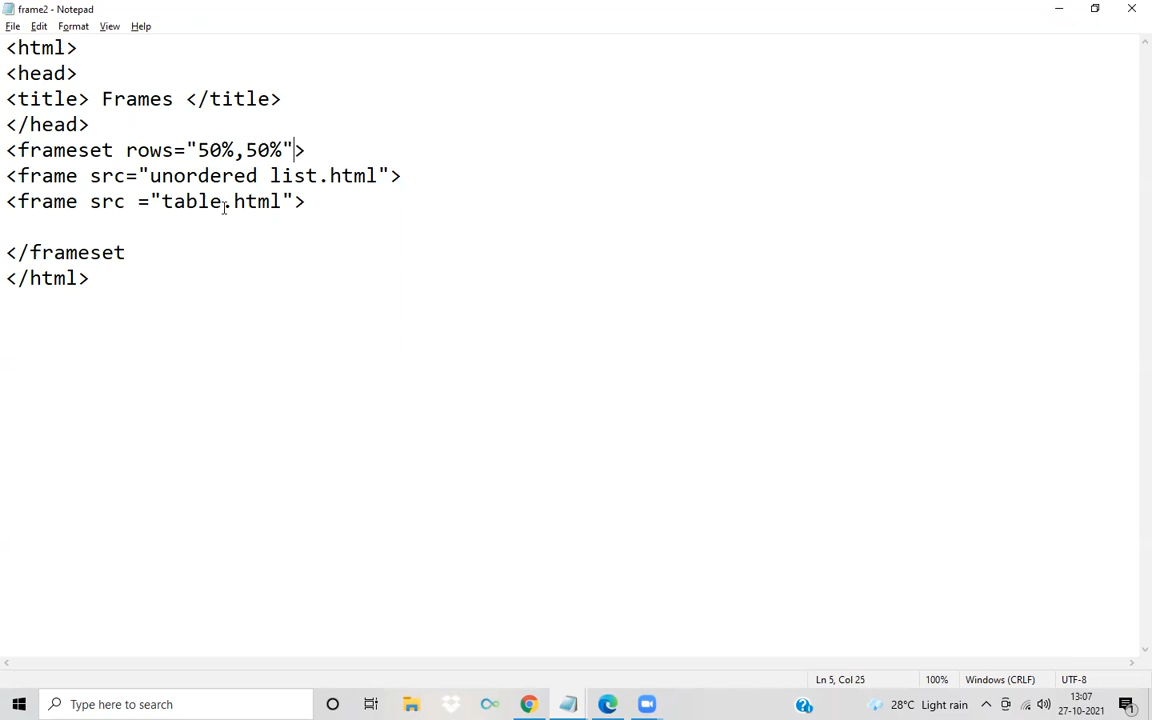 frame2 - Notepad
File Edit Format View Help
<html>
<head>
<title> Frames </title>
</head>
<frameset rows="50%,50%">
<frame src="unordered list.html">
<frame src ="table.html">
</frameset
</html>
Ln 5, Col 25 100% Windows (CRLF) UTF-8
Type here to search
28°C Light rain
13:07
27-10-2021
1